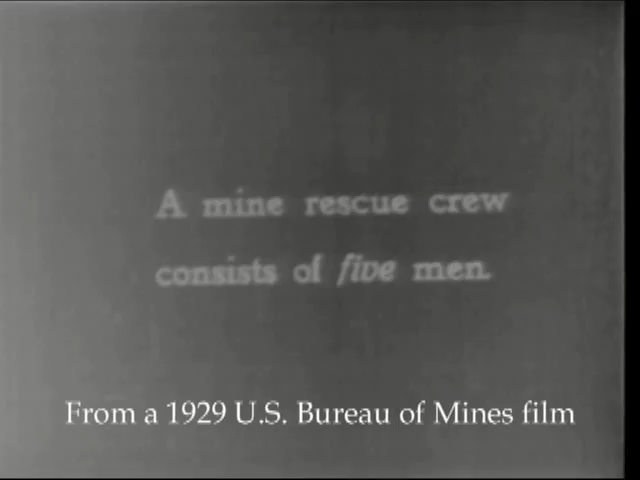 A mine rescue crew
consists of five men.
From a 1929 U.S. Bureau of Mines film